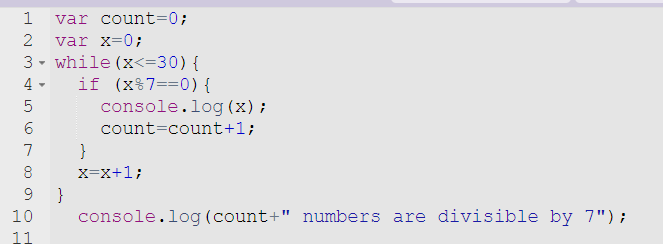 1 var count=0;
2 var x=0;
3 while(x<=30){
4 if (x%7==0){
5 console.log(x);
6 count=count+1;
7 }
8 x=x+1;
9 }
10 console.log(count+" numbers are divisible by 7");
11